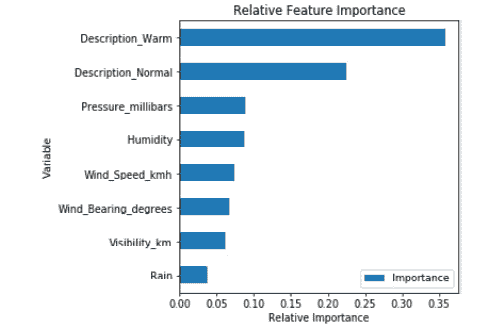 Relative Feature Importance
Variable
Description_Warm
Description_Normal
Pressure_millibars
Humidity
Wind_Speed_kmh
Wind_Bearing_degrees
Visibility_km
Rain
Importance
0.00 0.05 0.10 0.15 0.20 0.25 0.30 0.35
Relative Importance